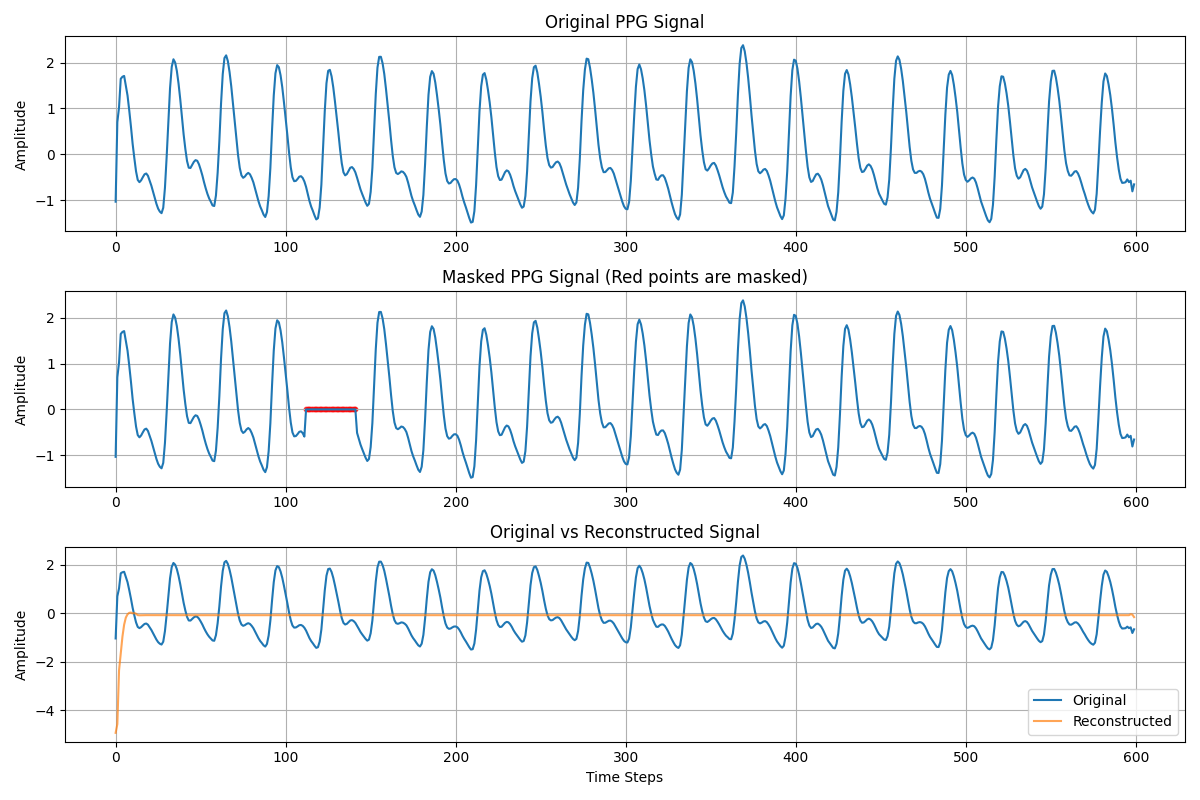 Original PPG Signal
2
1
0
−1
Amplitude
0 100 200 300 400 500 600
Masked PPG Signal (Red points are masked)
2
1
0
−1
Amplitude
0 100 200 300 400 500 600
Original vs Reconstructed Signal
2
0
−2
−4
Amplitude
Original
Reconstructed
0 100 200 300 400 500 600
Time Steps